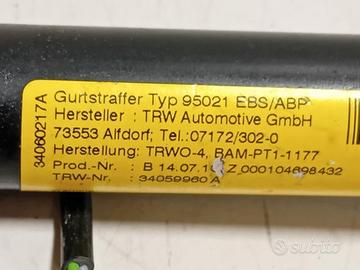 34060217A
Gurtstraffer Typ 95021 EBS/ABP
Hersteller : TRW Automotive GmbH
73553 Alfdorf; Tel.:07172/302-0
Herstellung: TRWO-4, BAM-PT1-1177
Prod.-Nr.: B 14.07.1 Z 000104698432
TRW-Nr.: 34059960 A
subito